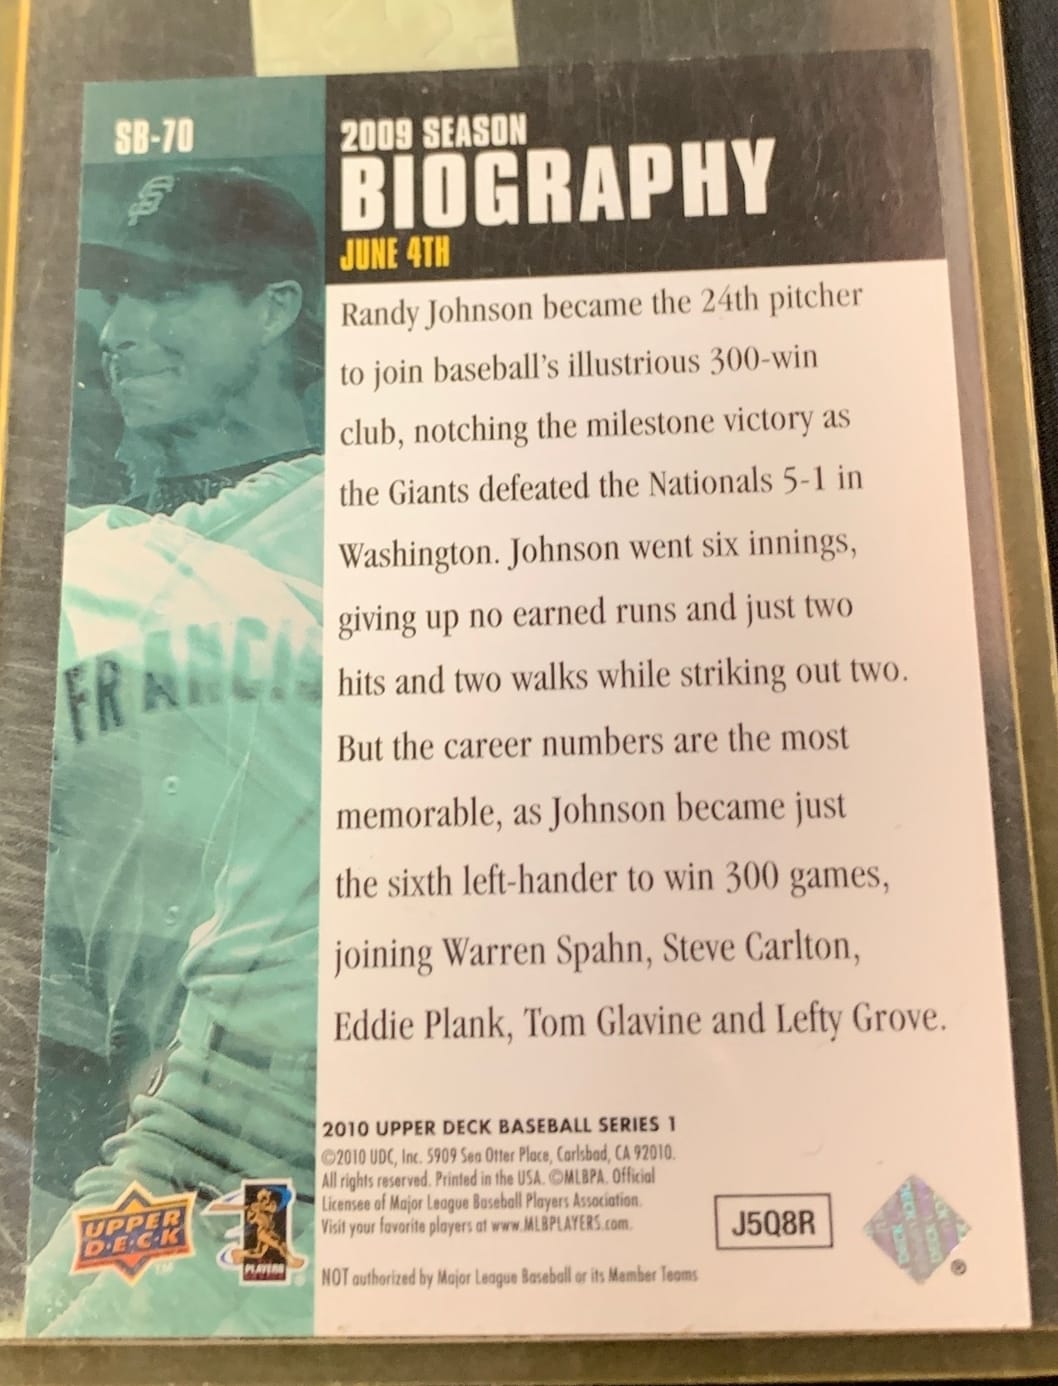 SB-70
2009 SEASON
BIOGRAPHY
JUNE 4TH
Randy Johnson became the 24th pitcher
to join baseball's illustrious 300-win
club, notching the milestone victory as
the Giants defeated the Nationals 5-1 in
Washington. Johnson went six innings,
giving up no earned runs and just two
hits and two walks while striking out two.
But the career numbers are the most
memorable, as Johnson became just
the sixth left-hander to win 300 games,
joining Warren Spahn, Steve Carlton,
Eddie Plank, Tom Glavine and Lefty Grove.
SF
FRANCIS
2010 UPPER DECK BASEBALL SERIES 1
©2010 UDC, Inc. 5909 Sea Otter Place, Carlsbad, CA 92010.
All rights reserved. Printed in the USA. ©MLBPA. Official
Licensee of Major League Baseball Players Association.
Visit your favorite players at www.MLBPLAYERS.com.
NOT authorized by Major League Baseball or its Member Teams
UPPER
D.E.C.K
TM
PLAYERS
J5Q8R
®